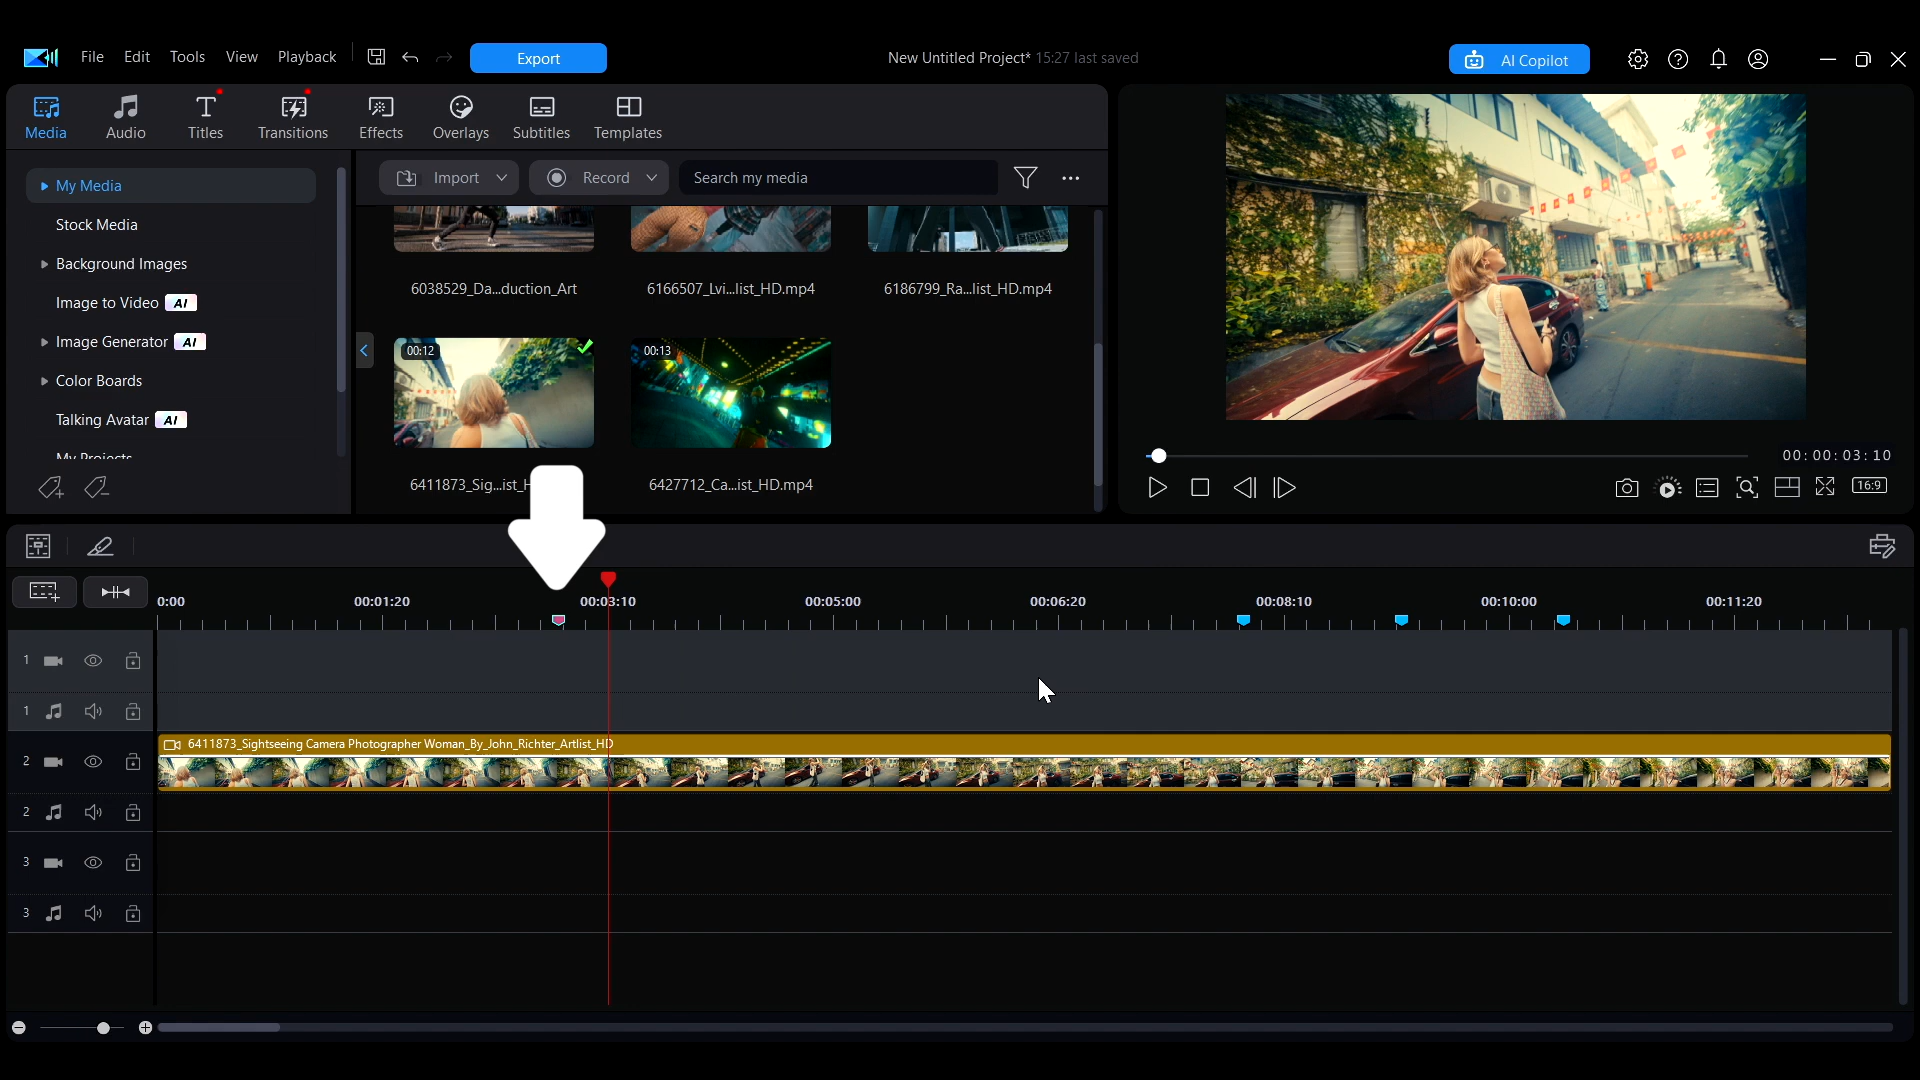 File Edit Tools View Playback Export New Untitled Project* 15:27 last saved AI Copilot
Media Audio Titles Transitions Effects Overlays Subtitles Templates
Import Record Search my media
My Media
Stock Media
Background Images
Image to Video AI
Image Generator AI
Color Boards
Talking Avatar AI
My Projects
6038529_Da...duction_Art 6166507_Lvi...list_HD.mp4 6186799_Ra...list_HD.mp4
00:12 00:13
6411873_Sig...ist_H 6427712_Ca...ist_HD.mp4
00:00:03:10
16:9
0:00 00:01:20 00:03:10 00:05:00 00:06:20 00:08:10 00:10:00 00:11:20
1
1
2 6411873_Sightseeing Camera Photographer Woman_By_John_Richter_Artlist_HD
2
3
3